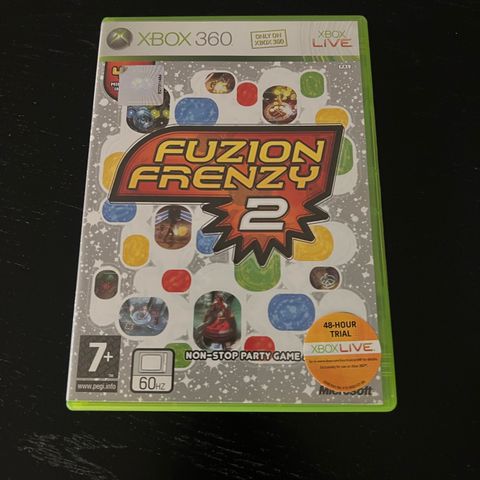 XBOX 360
ONLY ON
XBOX 360
XBOX
LIVE
PAL
FUZION
FRENZY
2
NON-STOP PARTY GAME
48-HOUR
TRIAL
XBOX LIVE
7+
www.pegi.info
60HZ
Microsoft